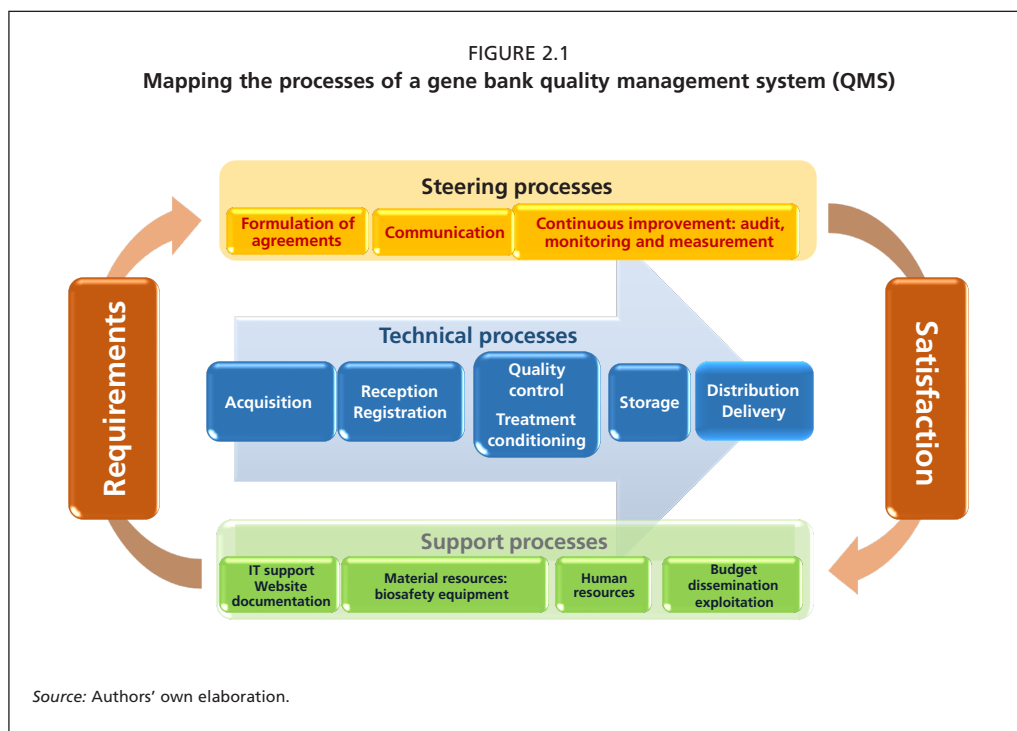 FIGURE 2.1
Mapping the processes of a gene bank quality management system (QMS)
Steering processes
Formulation of
agreements
Communication
Continuous improvement: audit,
monitoring and measurement
Requirements
Technical processes
Acquisition
Reception
Registration
Quality
control
Treatment
conditioning
Storage
Distribution
Delivery
Satisfaction
Support processes
IT support
Website
documentation
Material resources:
biosafety equipment
Human
resources
Budget
dissemination
exploitation
Source: Authors' own elaboration.